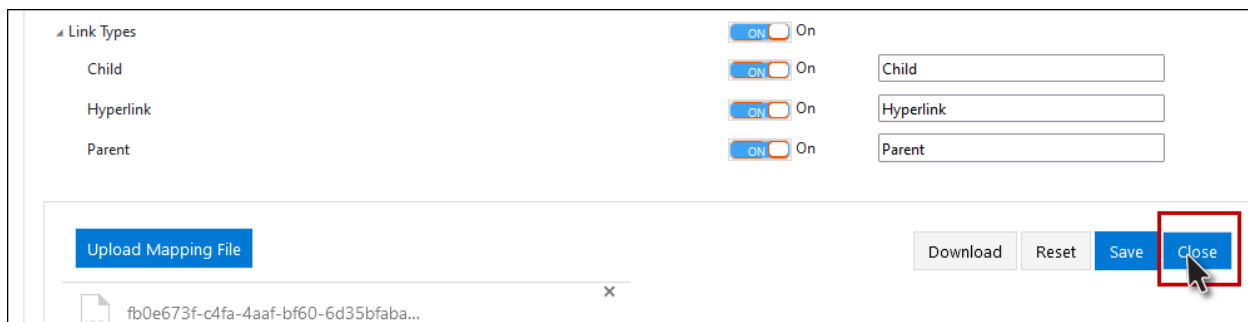 Link Types ON On
Child ON On Child
Hyperlink ON On Hyperlink
Parent ON On Parent
Upload Mapping File Download Reset Save Close
×
fb0e673f-c4fa-4aaf-bf60-6d35bfaba...